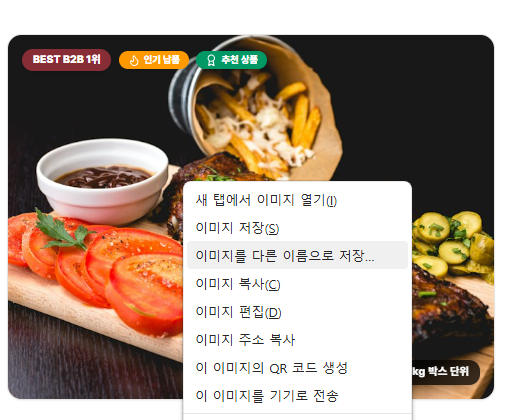 BEST B2B 1위
인기 납품
추천 상품
새 탭에서 이미지 열기(I)
이미지 저장(S)
이미지를 다른 이름으로 저장...
이미지 복사(C)
이미지 편집(D)
이미지 주소 복사
이 이미지의 QR 코드 생성
이 이미지를 기기로 전송
kg 박스 단위